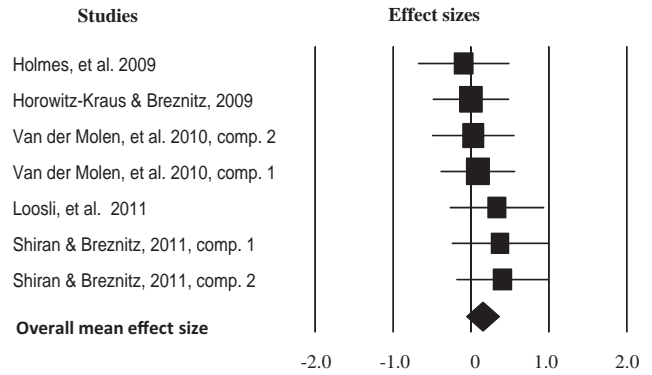 Studies Effect sizes
Holmes, et al. 2009
Horowitz-Kraus & Breznitz, 2009
Van der Molen, et al. 2010, comp. 2
Van der Molen, et al. 2010, comp. 1
Loosli, et al. 2011
Shiran & Breznitz, 2011, comp. 1
Shiran & Breznitz, 2011, comp. 2
Overall mean effect size
-2.0 -1.0 0 1.0 2.0